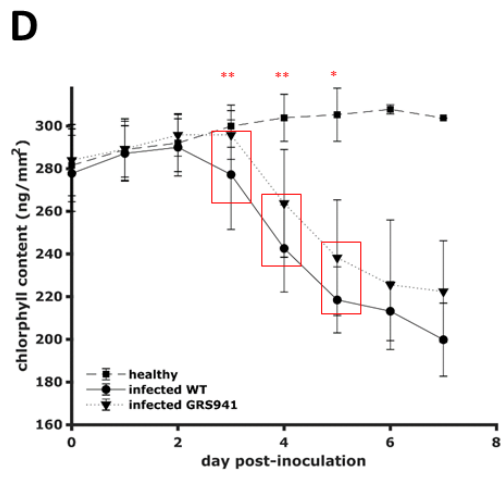 D
** ** *
chlorophyll content (ng/mm²)
300
280
260
240
220
200
180
160
healthy
infected WT
infected GRS941
0 2 4 6 8
day post-inoculation